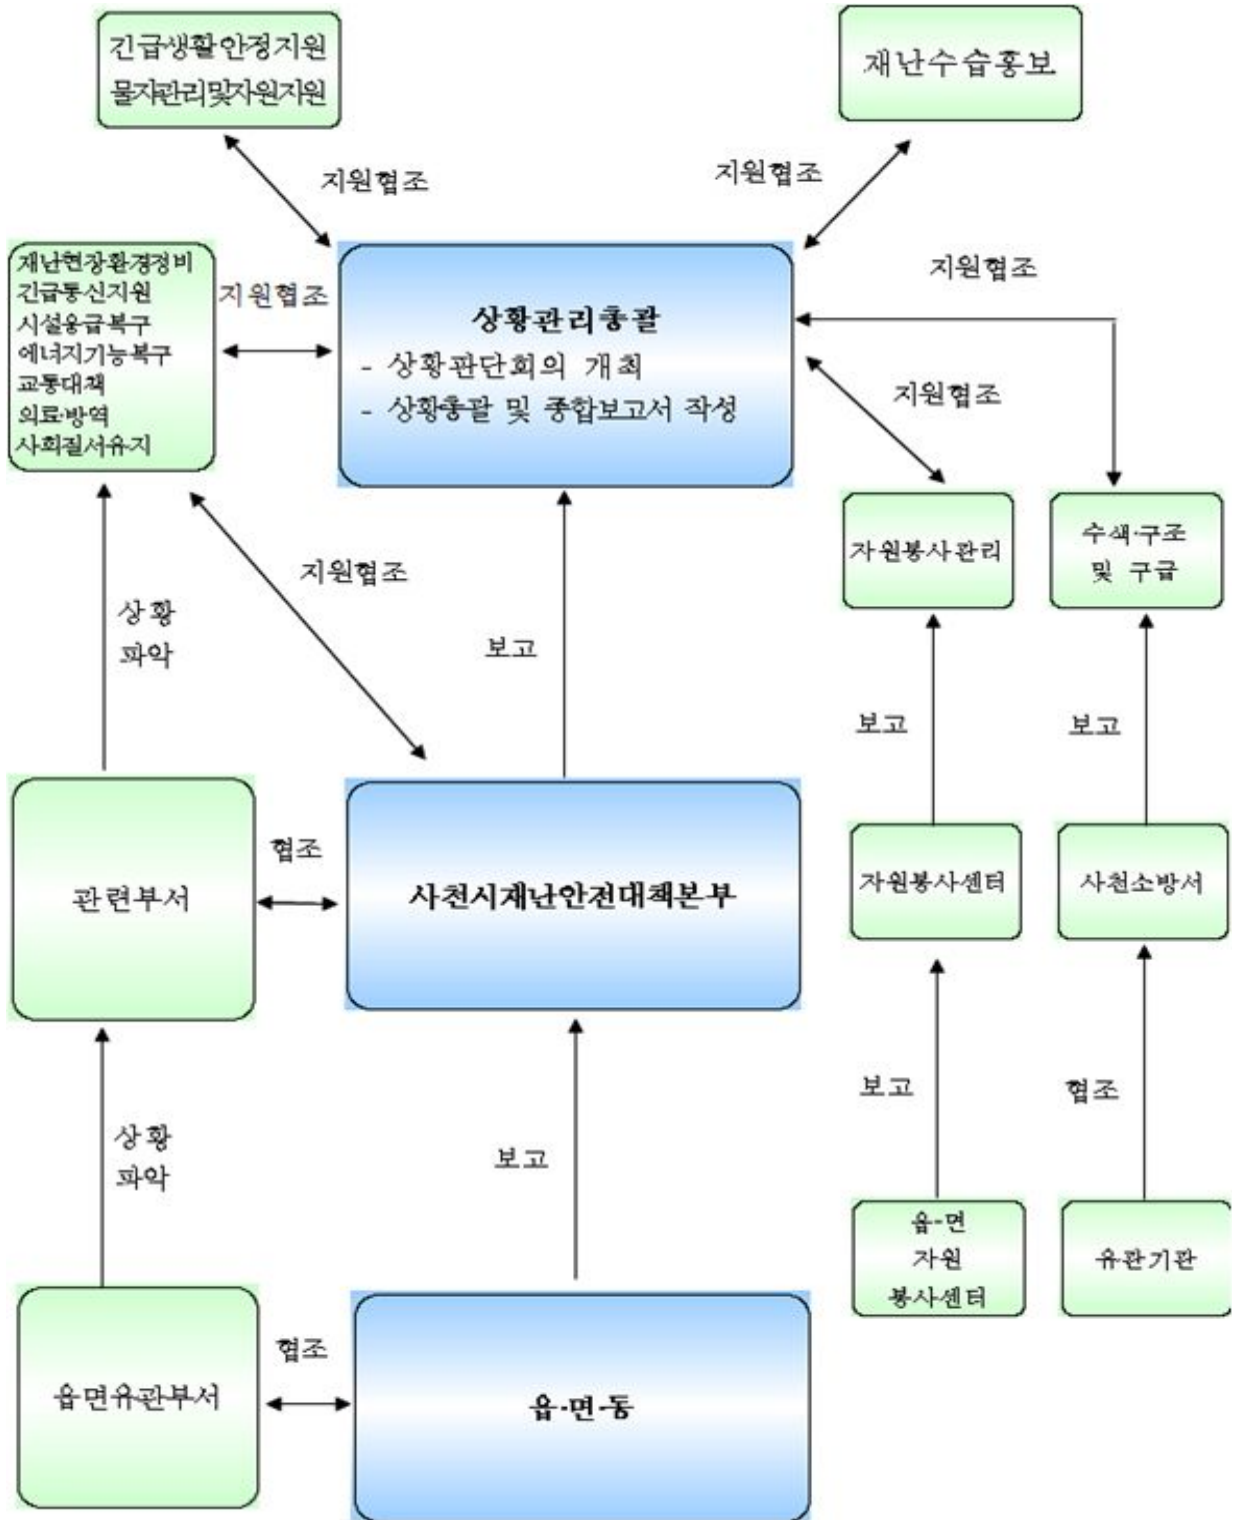 긴급생활안정지원
물자관리및자원지원
재난수습홍보
지원협조
지원협조
재난현장환경정비
긴급통신지원
시설응급복구
에너지기능복구
교통대책
의료·방역
사회질서유지
지원협조
상황관리총괄
- 상황판단회의 개최
- 상황총괄 및 종합보고서 작성
지원협조
지원협조
자원봉사관리
수색·구조
및 구급
지원협조
상황
파악
보고
보고
보고
관련부서
협조
사천시재난안전대책본부
자원봉사센터
사천소방서
상황
파악
보고
보고
협조
읍·면
자원
봉사센터
유관기관
읍면유관부서
협조
읍·면·동